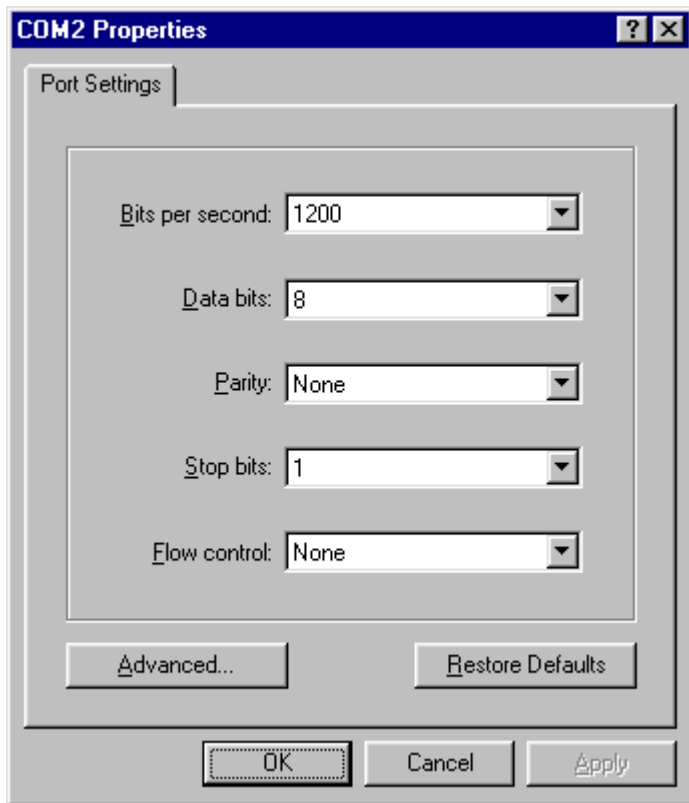 COM2 Properties
Port Settings
Bits per second: 1200
Data bits: 8
Parity: None
Stop bits: 1
Flow control: None
Advanced... Restore Defaults
OK Cancel Apply